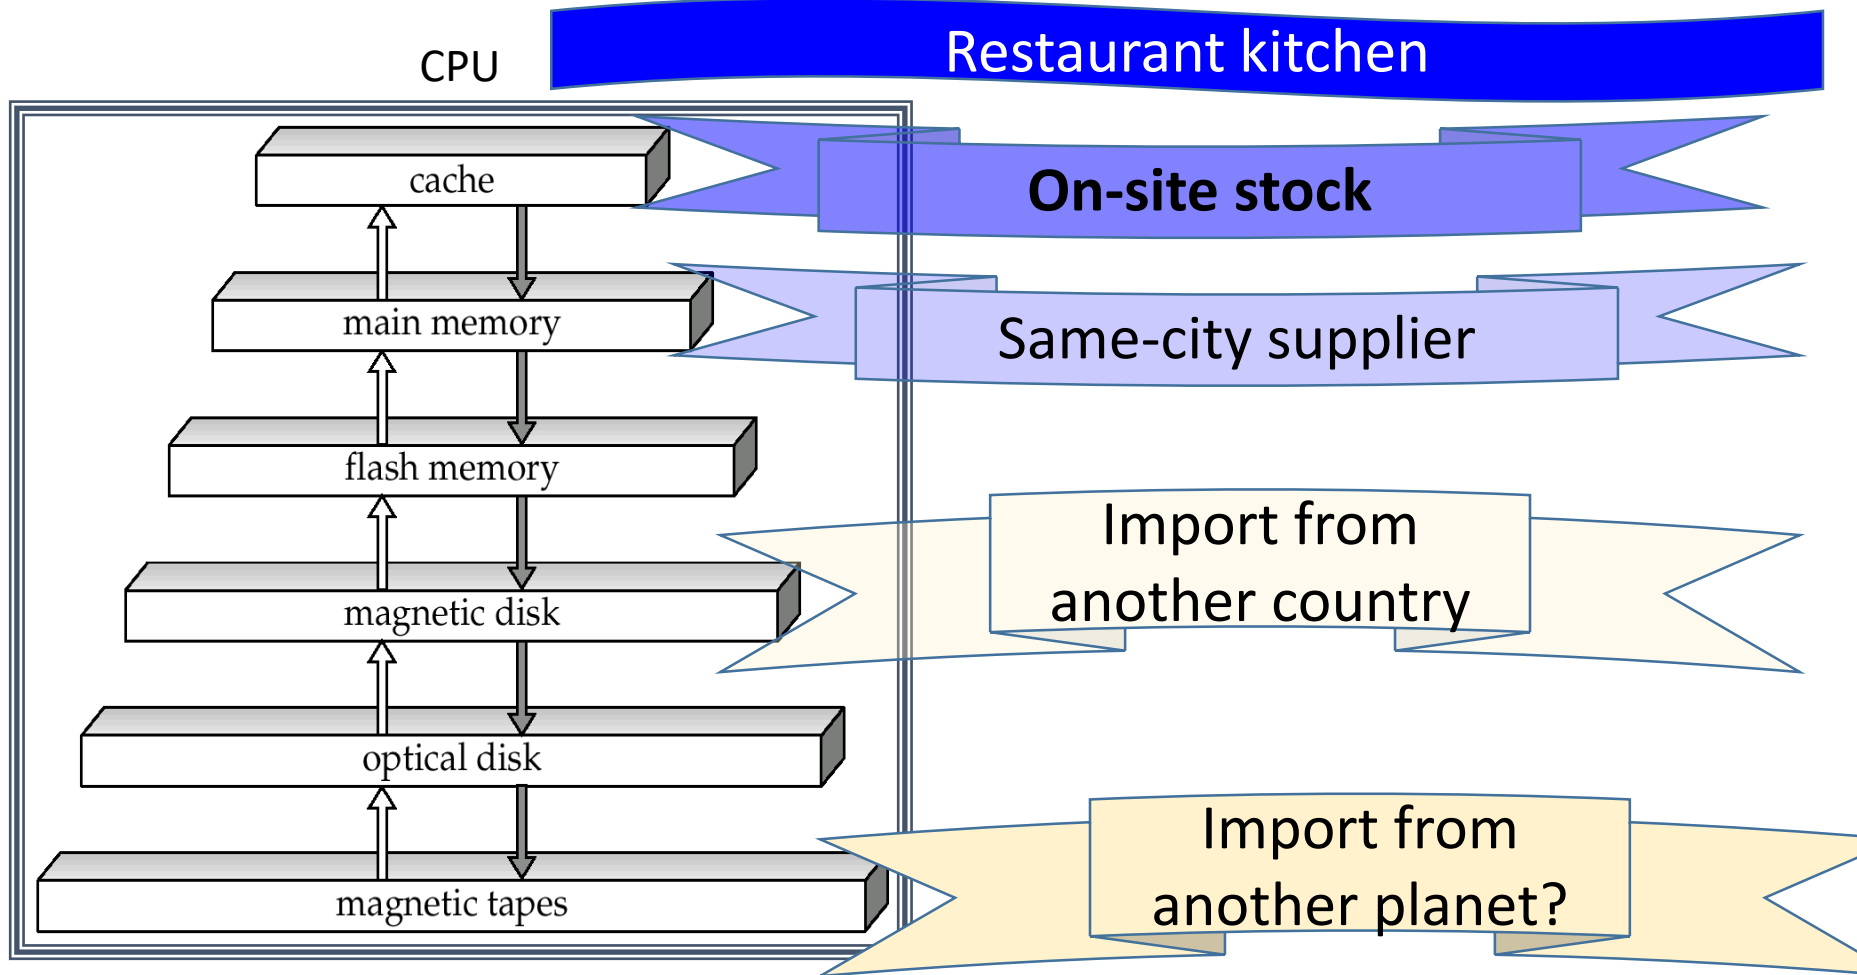 CPU
Restaurant kitchen
cache
On-site stock
main memory
Same-city supplier
flash memory
Import from
another country
magnetic disk
optical disk
Import from
another planet?
magnetic tapes